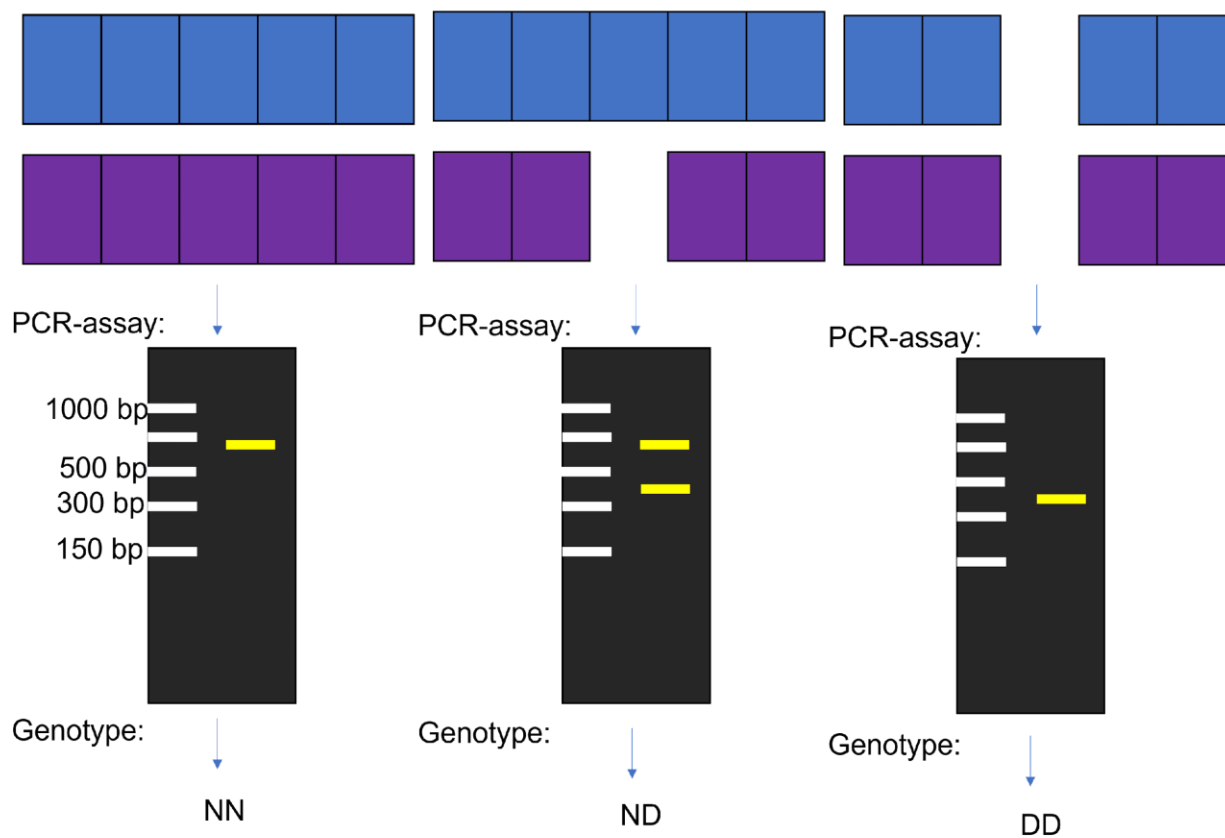 PCR-assay:
1000 bp
500 bp
300 bp
150 bp
Genotype:
NN
PCR-assay:
Genotype:
ND
PCR-assay:
Genotype:
DD